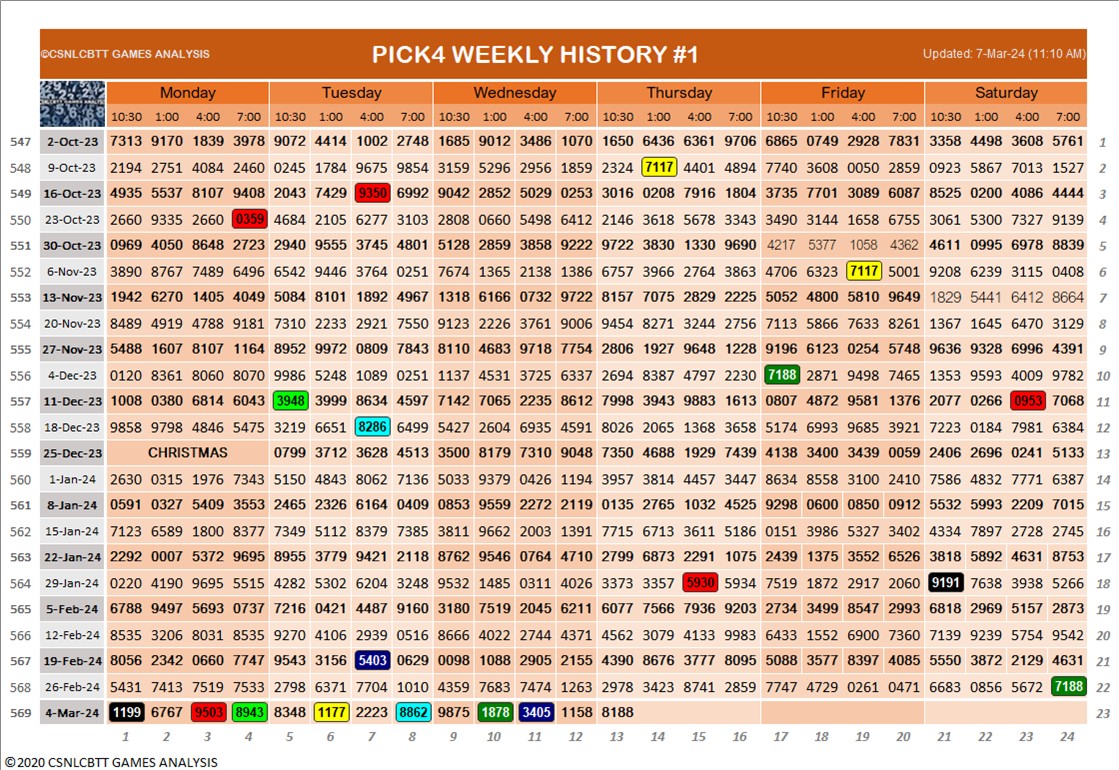 ©CSNLCBTT GAMES ANALYSIS PICK4 WEEKLY HISTORY #1 Updated: 7-Mar-24 (11:10 AM)
Monday Tuesday Wednesday Thursday Friday Saturday
10:30 1:00 4:00 7:00 10:30 1:00 4:00 7:00 10:30 1:00 4:00 7:00 10:30 1:00 4:00 7:00 10:30 1:00 4:00 7:00 10:30 1:00 4:00 7:00
547 2-Oct-23 7313 9170 1839 3978 9072 4414 1002 2748 1685 9012 3486 1070 1650 6436 6361 9706 6865 0749 2928 7831 3358 4498 3608 5761 1
548 9-Oct-23 2194 2751 4084 2460 0245 1784 9675 9854 3159 5296 2956 1859 2324 7117 4401 4894 7740 3608 0050 2859 0923 5867 7013 1527 2
549 16-Oct-23 4935 5537 8107 9408 2043 7429 9350 6992 9042 2852 5029 0253 3016 0208 7916 1804 3735 7701 3089 6087 8525 0200 4086 4444 3
550 23-Oct-23 2660 9335 2660 0359 4684 2105 6277 3103 2808 0660 5498 6412 2146 3618 5678 3343 3490 3144 1658 6755 3061 5300 7327 9139 4
551 30-Oct-23 0969 4050 8648 2723 2940 9555 3745 4801 5128 2859 3858 9222 9722 3830 1330 9690 4217 5377 1058 4362 4611 0995 6978 8839 5
552 6-Nov-23 3890 8767 7489 6496 6542 9446 3764 0251 7674 1365 2138 1386 6757 3966 2764 3863 4706 6323 7117 5001 9208 6239 3115 0408 6
553 13-Nov-23 1942 6270 1405 4049 5084 8101 1892 4967 1318 6166 0732 9722 8157 7075 2829 2225 5052 4800 5810 9649 1829 5441 6412 8664 7
554 20-Nov-23 8489 4919 4788 9181 7310 2233 2921 7550 9123 2226 3761 9006 9454 8271 3244 2756 7113 5866 7633 8261 1367 1645 6470 3129 8
555 27-Nov-23 5488 1607 8107 1164 8952 9972 0809 7843 8110 4683 9718 7754 2806 1927 9648 1228 9196 6123 0254 5748 9636 9328 6996 4391 9
556 4-Dec-23 0120 8361 8060 8070 9986 5248 1089 0251 1137 4531 3725 6337 2694 8387 4797 2230 7188 2871 9498 7465 1353 9593 4009 9782 10
557 11-Dec-23 1008 0380 6814 6043 3948 3999 8634 4597 7142 7065 2235 8612 7998 3943 9883 1613 0807 4872 9581 1376 2077 0266 0953 7068 11
558 18-Dec-23 9858 9798 4846 5475 3219 6651 8286 6499 5427 2604 6935 4591 8026 2065 1368 3658 5174 6993 9685 3921 7223 0184 7981 6384 12
559 25-Dec-23 CHRISTMAS 0799 3712 3628 4513 3500 8179 7310 9048 7350 4688 1929 7439 4138 3400 3439 0059 2406 2696 0241 5133 13
560 1-Jan-24 2630 0315 1976 7343 5150 4843 8062 7136 5033 9379 0426 1194 3957 3814 4457 3447 8634 8558 3100 2410 7586 4832 7771 6387 14
561 8-Jan-24 0591 0327 5409 3553 2465 2326 6164 0409 0853 9559 2272 2119 0135 2765 1032 4525 9298 0600 0850 0912 5532 5993 2209 7015 15
562 15-Jan-24 7123 6589 1800 8377 7349 5112 8379 7385 3811 9662 2003 1391 7715 6713 3611 5186 0151 3986 5327 3402 4334 7897 2728 2745 16
563 22-Jan-24 2292 0007 5372 9695 8955 3779 9421 2118 8762 9546 0764 4710 2799 6873 2291 1075 2439 1375 3552 6526 3818 5892 4631 8753 17
564 29-Jan-24 0220 4190 9695 5515 4282 5302 6204 3248 9532 1485 0311 4026 3373 3357 5930 5934 7519 1872 2917 2060 9191 7638 3938 5266 18
565 5-Feb-24 6788 9497 5693 0737 7216 0421 4487 9160 3180 7519 2045 6211 6077 7566 7936 9203 2734 3499 8547 2993 6818 2969 5157 2873 19
566 12-Feb-24 8535 3206 8031 8535 9270 4106 2939 0516 8666 4022 2744 4371 4562 3079 4133 9983 6433 1552 6900 7360 7139 9239 5754 9542 20
567 19-Feb-24 8056 2342 0660 7747 9543 3156 5403 0629 0098 1088 2905 2155 4390 8676 3777 8095 5088 3577 8397 4085 5550 3872 2129 4631 21
568 26-Feb-24 5431 7413 7519 7533 2798 6371 7704 1010 4359 7683 7474 1263 2978 3423 8741 2859 7747 4729 0261 0471 6683 0856 5672 7188 22
569 4-Mar-24 1199 6767 9503 8943 8348 1177 2223 8862 9875 1878 3405 1158 8188 23
1 2 3 4 5 6 7 8 9 10 11 12 13 14 15 16 17 18 19 20 21 22 23 24
©2020 CSNLCBTT GAMES ANALYSIS